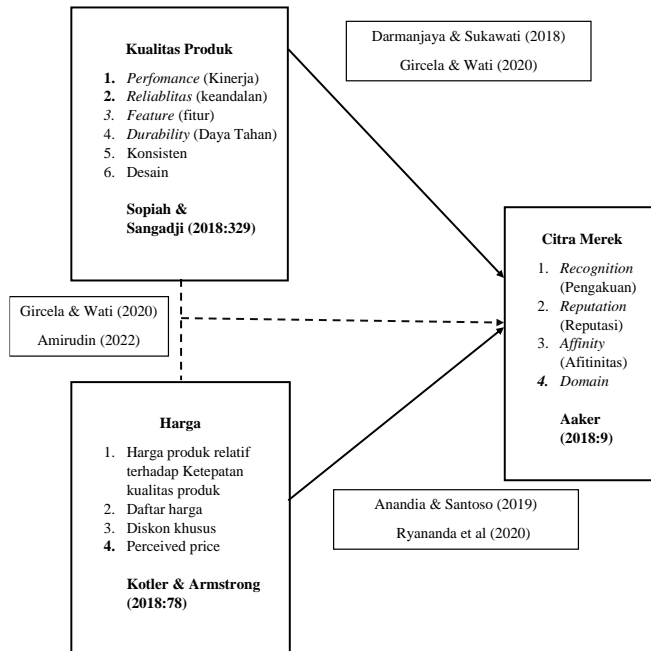 Kualitas Produk
1. Perfomance (Kinerja)
2. Reliablitas (keandalan)
3. Feature (fitur)
4. Durability (Daya Tahan)
5. Konsisten
6. Desain
Sopiah &
Sangadji (2018:329)
Darmanjaya & Sukawati (2018)
Gircela & Wati (2020)
Gircela & Wati (2020)
Amirudin (2022)
Citra Merek
1. Recognition
(Pengakuan)
2. Reputation
(Reputasi)
3. Affinity
(Afitinitas)
4. Domain
Aaker
(2018:9)
Harga
1. Harga produk relatif
terhadap Ketepatan
kualitas produk
2. Daftar harga
3. Diskon khusus
4. Perceived price
Kotler & Armstrong
(2018:78)
Anandia & Santoso (2019)
Ryananda et al (2020)